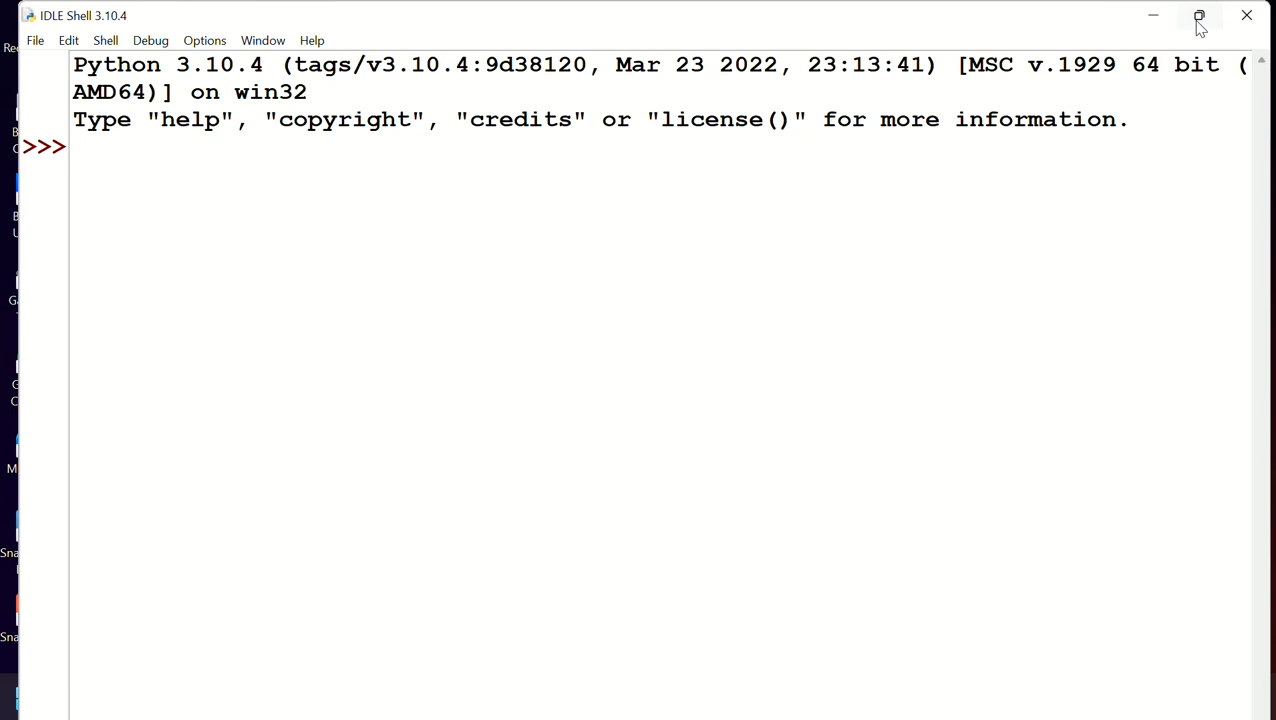 IDLE Shell 3.10.4
File Edit Shell Debug Options Window Help
Python 3.10.4 (tags/v3.10.4:9d38120, Mar 23 2022, 23:13:41) [MSC v.1929 64 bit (
AMD64)] on win32
Type "help", "copyright", "credits" or "license()" for more information.
>>>